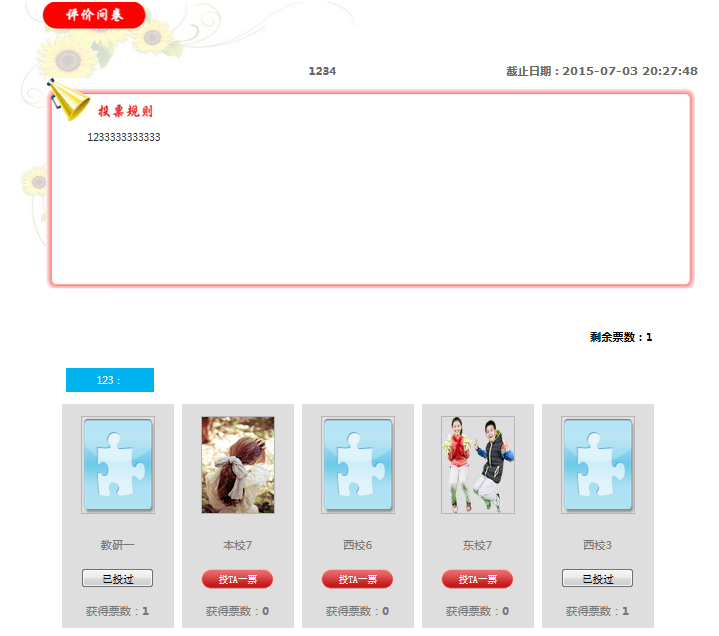 评价问卷
1234
截止日期：2015-07-03 20:27:48
投票规则
1233333333333
剩余票数：1
123：
教研一 本校7 西校6 东校7 西校3
已投过 投TA一票 投TA一票 投TA一票 已投过
获得票数：1 获得票数：0 获得票数：0 获得票数：0 获得票数：1